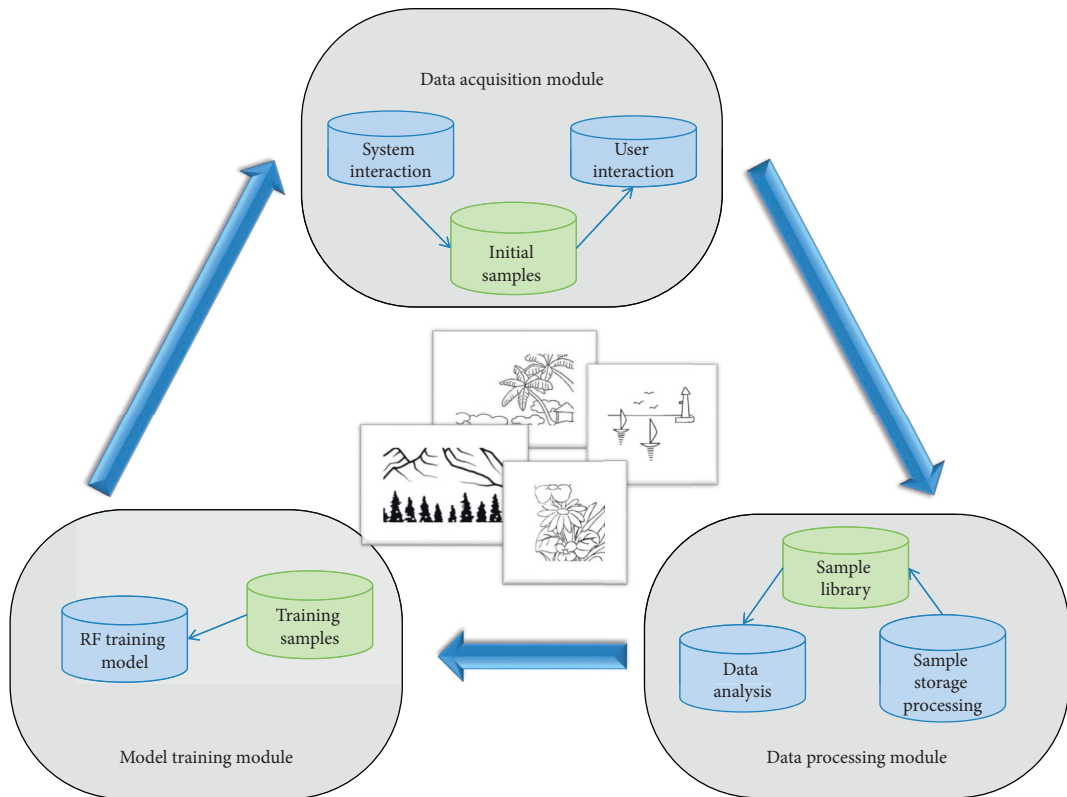 Data acquisition module
System
interaction
User
interaction
Initial
samples
Training
samples
RF training
model
Model training module
Sample
library
Data
analysis
Sample
storage
processing
Data processing module